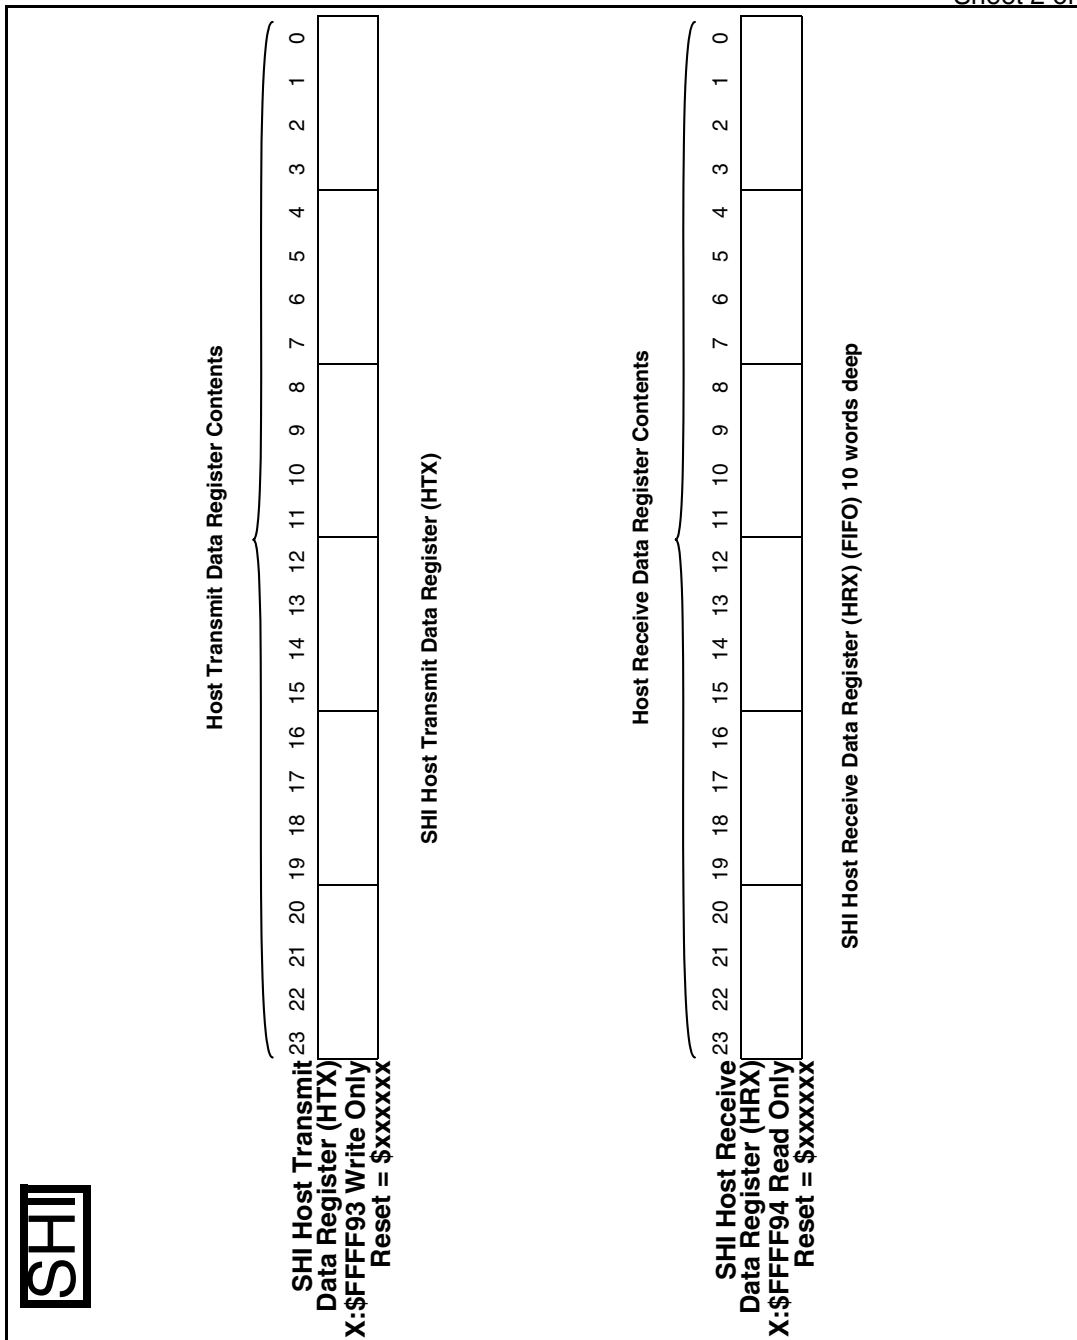 Sheet 2
SHI
Host Transmit Data Register Contents
23 22 21 20 19 18 17 16 15 14 13 12 11 10 9 8 7 6 5 4 3 2 1 0
SHI Host Transmit
Data Register (HTX)
X:$FFFF93 Write Only
Reset = $xxxxxx
SHI Host Transmit Data Register (HTX)
Host Receive Data Register Contents
23 22 21 20 19 18 17 16 15 14 13 12 11 10 9 8 7 6 5 4 3 2 1 0
SHI Host Receive
Data Register (HRX)
X:$FFFF94 Read Only
Reset = $xxxxxx
SHI Host Receive Data Register (HRX) (FIFO) 10 words deep